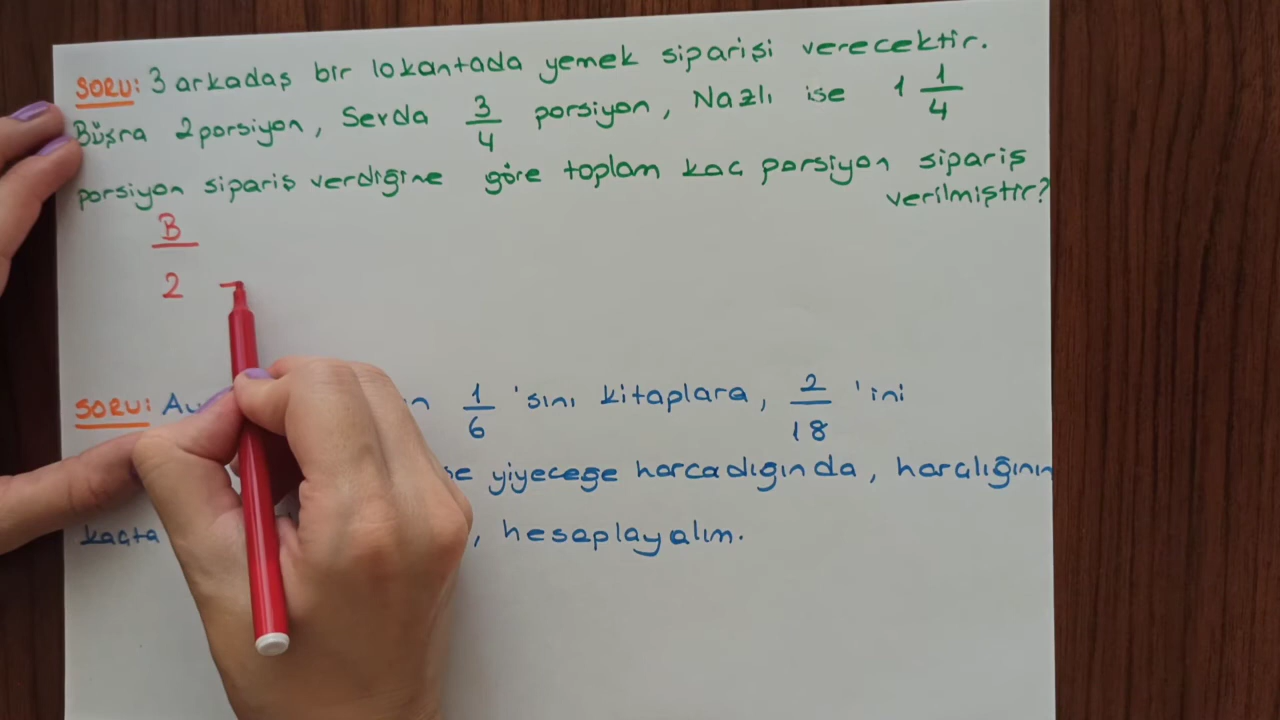 SORU: 3 arkadaş bir lokantada yemek siparişi verecektir.
Büşra 2 porsiyon, Serda 3/4 porsiyon, Nazlı ise 1 1/4
porsiyon sipariş verdiğine göre toplam kaç porsiyon sipariş
verilmiştir?
B
2
SORU: 1/6 'sını kitaplara, 2/18 'ini
yiyeceğe harcadığında, harçlığının
kaçta , hesaplayalım.